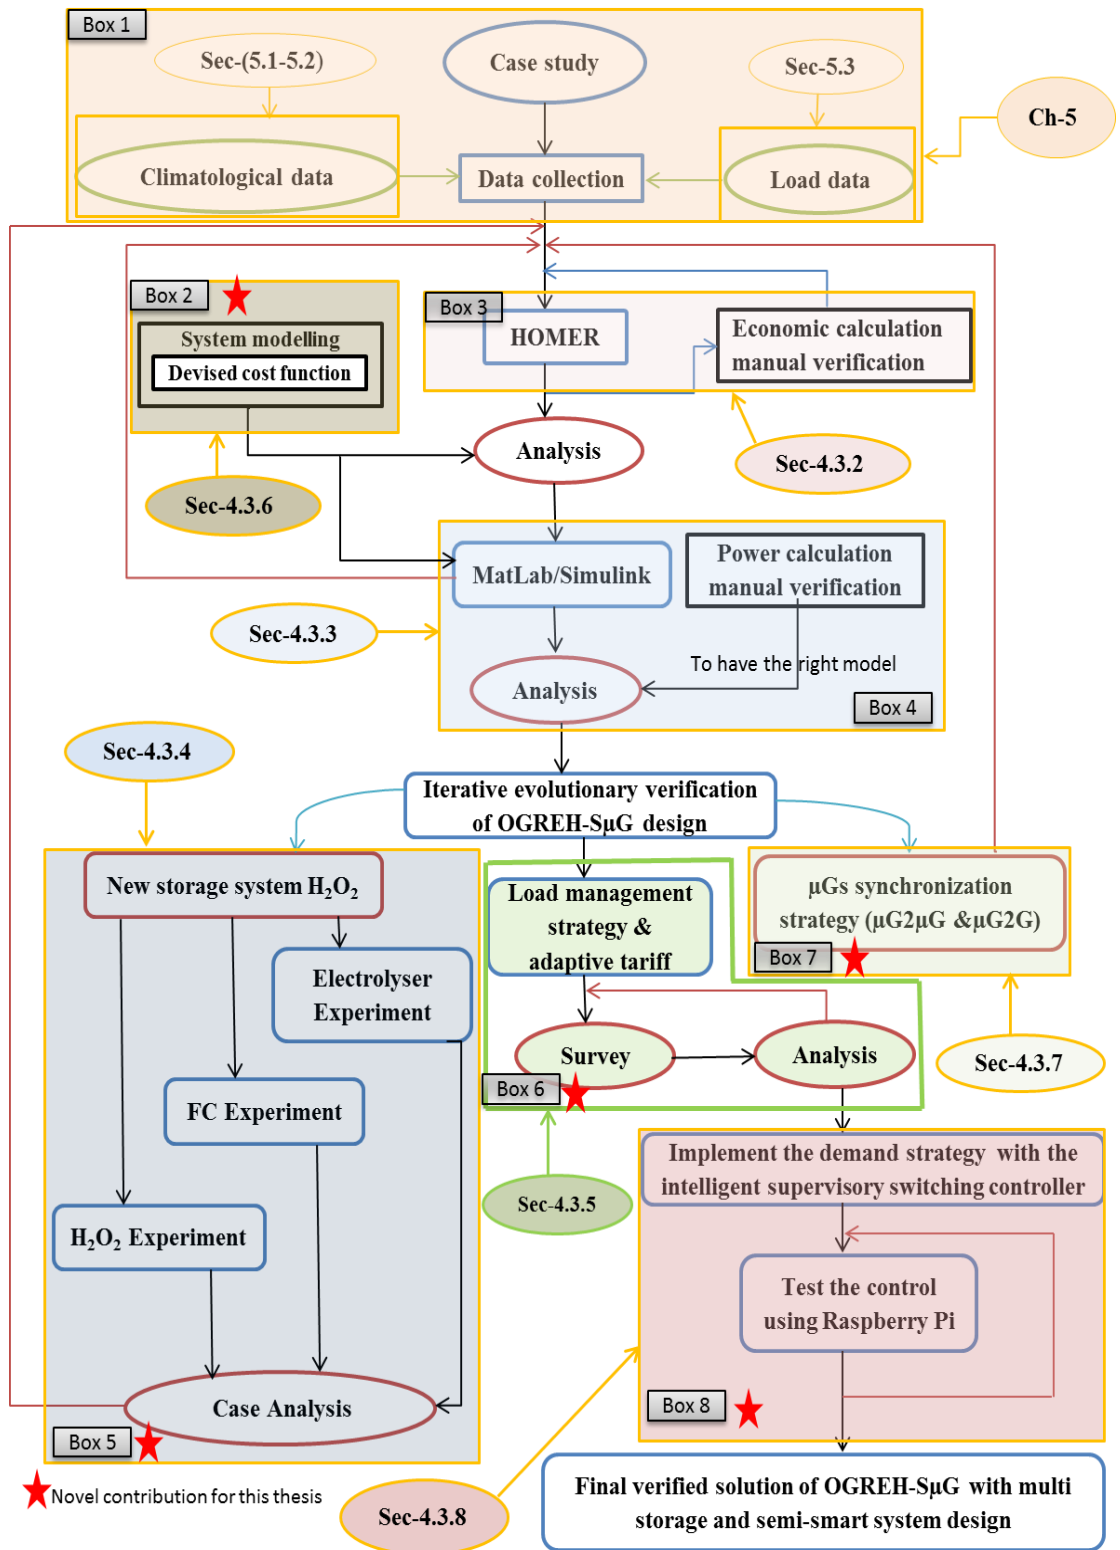 Box 1
Sec-(5.1-5.2)
Case study
Sec-5.3
Ch-5
Climatological data
Data collection
Load data
Box 2
System modelling
Devised cost function
Box 3
HOMER
Economic calculation
manual verification
Analysis
Sec-4.3.2
Sec-4.3.6
MatLab/Simulink
Power calculation
manual verification
Sec-4.3.3
To have the right model
Analysis
Box 4
Sec-4.3.4
Iterative evolutionary verification
of OGREH-SµG design
New storage system H₂O₂
Load management
strategy &
adaptive tariff
µGs synchronization
strategy (µG2µG &µG2G)
Box 7
Electrolyser
Experiment
Survey
Analysis
Sec-4.3.7
Box 6
FC Experiment
Implement the demand strategy with the
intelligent supervisory switching controller
Sec-4.3.5
H₂O₂ Experiment
Test the control
using Raspberry Pi
Case Analysis
Box 8
Box 5
Novel contribution for this thesis
Sec-4.3.8
Final verified solution of OGREH-SµG with multi
storage and semi-smart system design